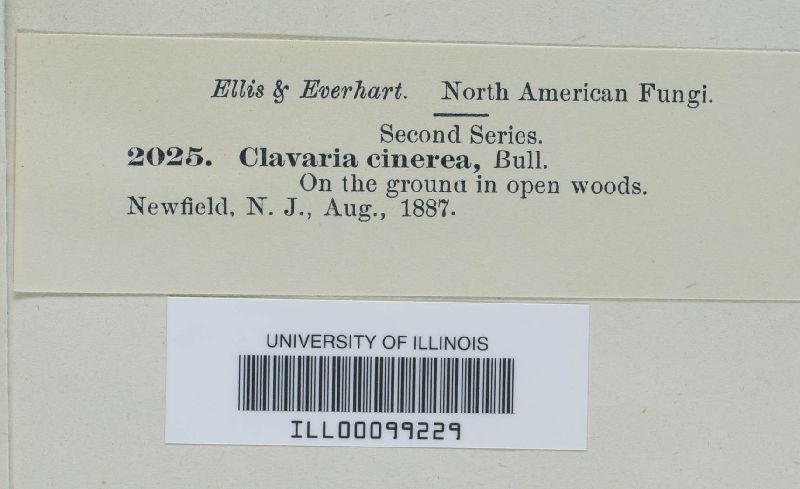 Ellis & Everhart. North American Fungi.
Second Series.
2025. Clavaria cinerea, Bull.
On the ground in open woods.
Newfield, N. J., Aug., 1887.
UNIVERSITY OF ILLINOIS
ILL00099229